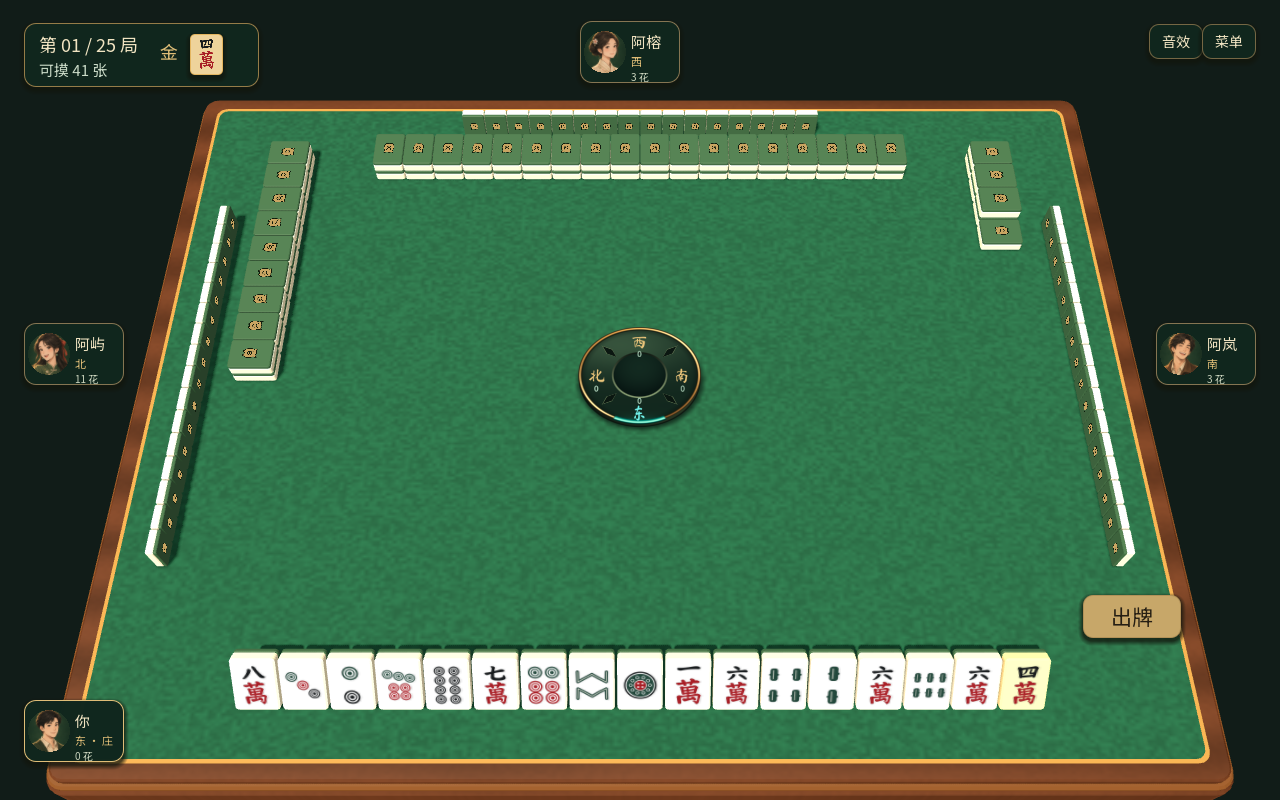 第 01 / 25 局
可摸 41 张
金
四
萬
阿榕
西
3 花
音效
菜单
阿屿
北
11 花
阿岚
南
3 花
西
0
北
0
南
0
0
东
出牌
八
萬
七
萬
一
萬
六
萬
六
萬
六
萬
四
萬
你
东 · 庄
0 花